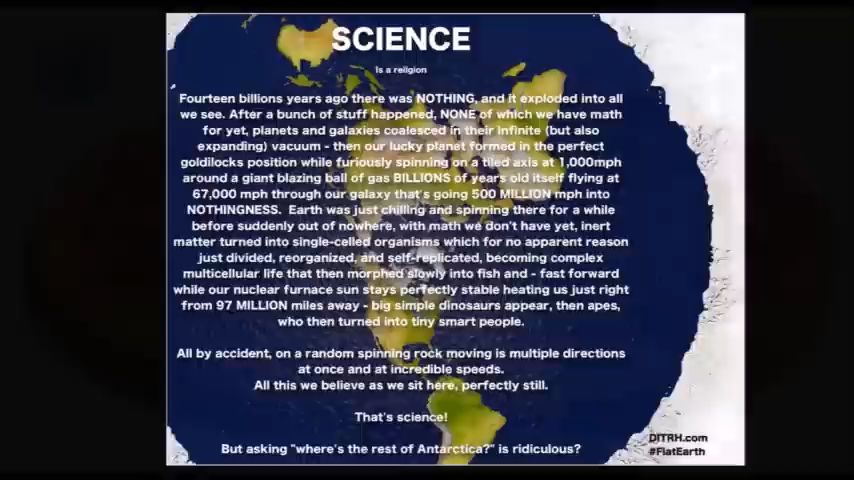 SCIENCE
Is a religion
Fourteen billions years ago there was NOTHING, and it exploded into all
we see. After a bunch of stuff happened, NONE of which we have math
for yet, planets and galaxies coalesced in their infinite (but also
expanding) vacuum - then our lucky planet formed in the perfect
goldilocks position while furiously spinning on a tiled axis at 1,000mph
around a giant blazing ball of gas BILLIONS of years old itself flying at
67,000 mph through our galaxy that's going 500 MILLION mph into
NOTHINGNESS. Earth was just chilling and spinning there for a while
before suddenly out of nowhere, with math we don't have yet, inert
matter turned into single-celled organisms which for no apparent reason
just divided, reorganized, and self-replicated, becoming complex
multicellular life that then morphed slowly into fish and - fast forward
while our nuclear furnace sun stays perfectly stable heating us just right
from 97 MILLION miles away - big simple dinosaurs appear, then apes,
who then turned into tiny smart people.
All by accident, on a random spinning rock moving is multiple directions
at once and at incredible speeds.
All this we believe as we sit here, perfectly still.
That's science!
But asking "where's the rest of Antarctica?" is ridiculous?
DITRH.com
#FlatEarth